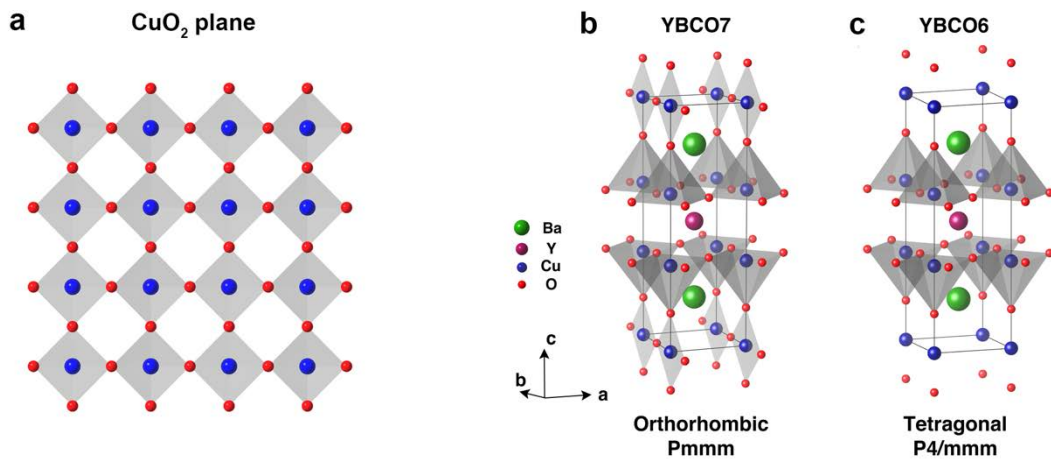 a
CuO₂ plane
b
YBCO7
c
YBCO6
Ba
Y
Cu
O
c
b
a
Orthorhombic
Pmmm
Tetragonal
P4/mmm